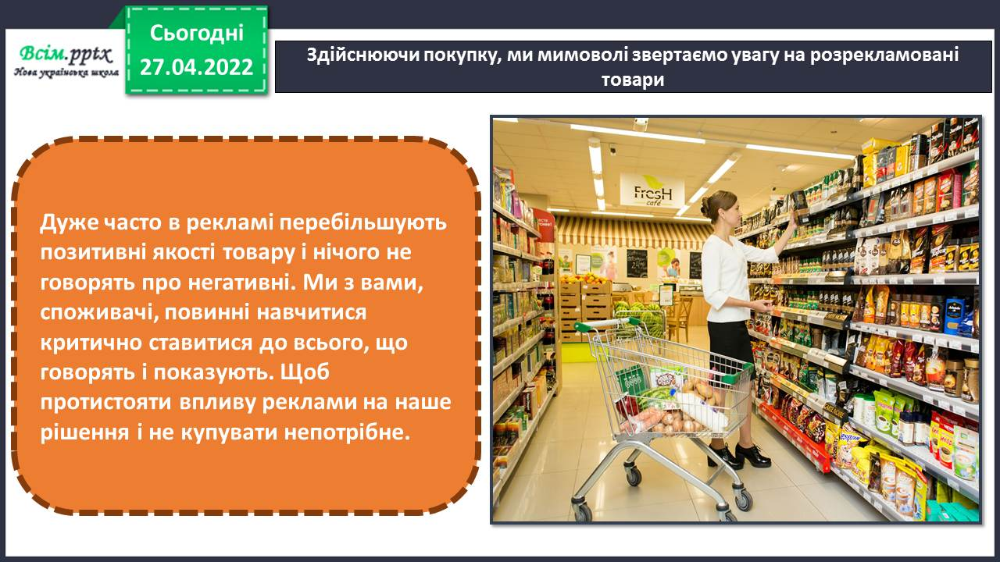 Всім.pptx
Нова українська школа
Сьогодні
27.04.2022
Здійснюючи покупку, ми мимоволі звертаємо увагу на розрекламовані
товари
Дуже часто в рекламі перебільшують
позитивні якості товару і нічого не
говорять про негативні. Ми з вами,
споживачі, повинні навчитися
критично ставитися до всього, що
говорять і показують. Щоб
протистояти впливу реклами на наше
рішення і не купувати непотрібне.
FresH
café
Jardin